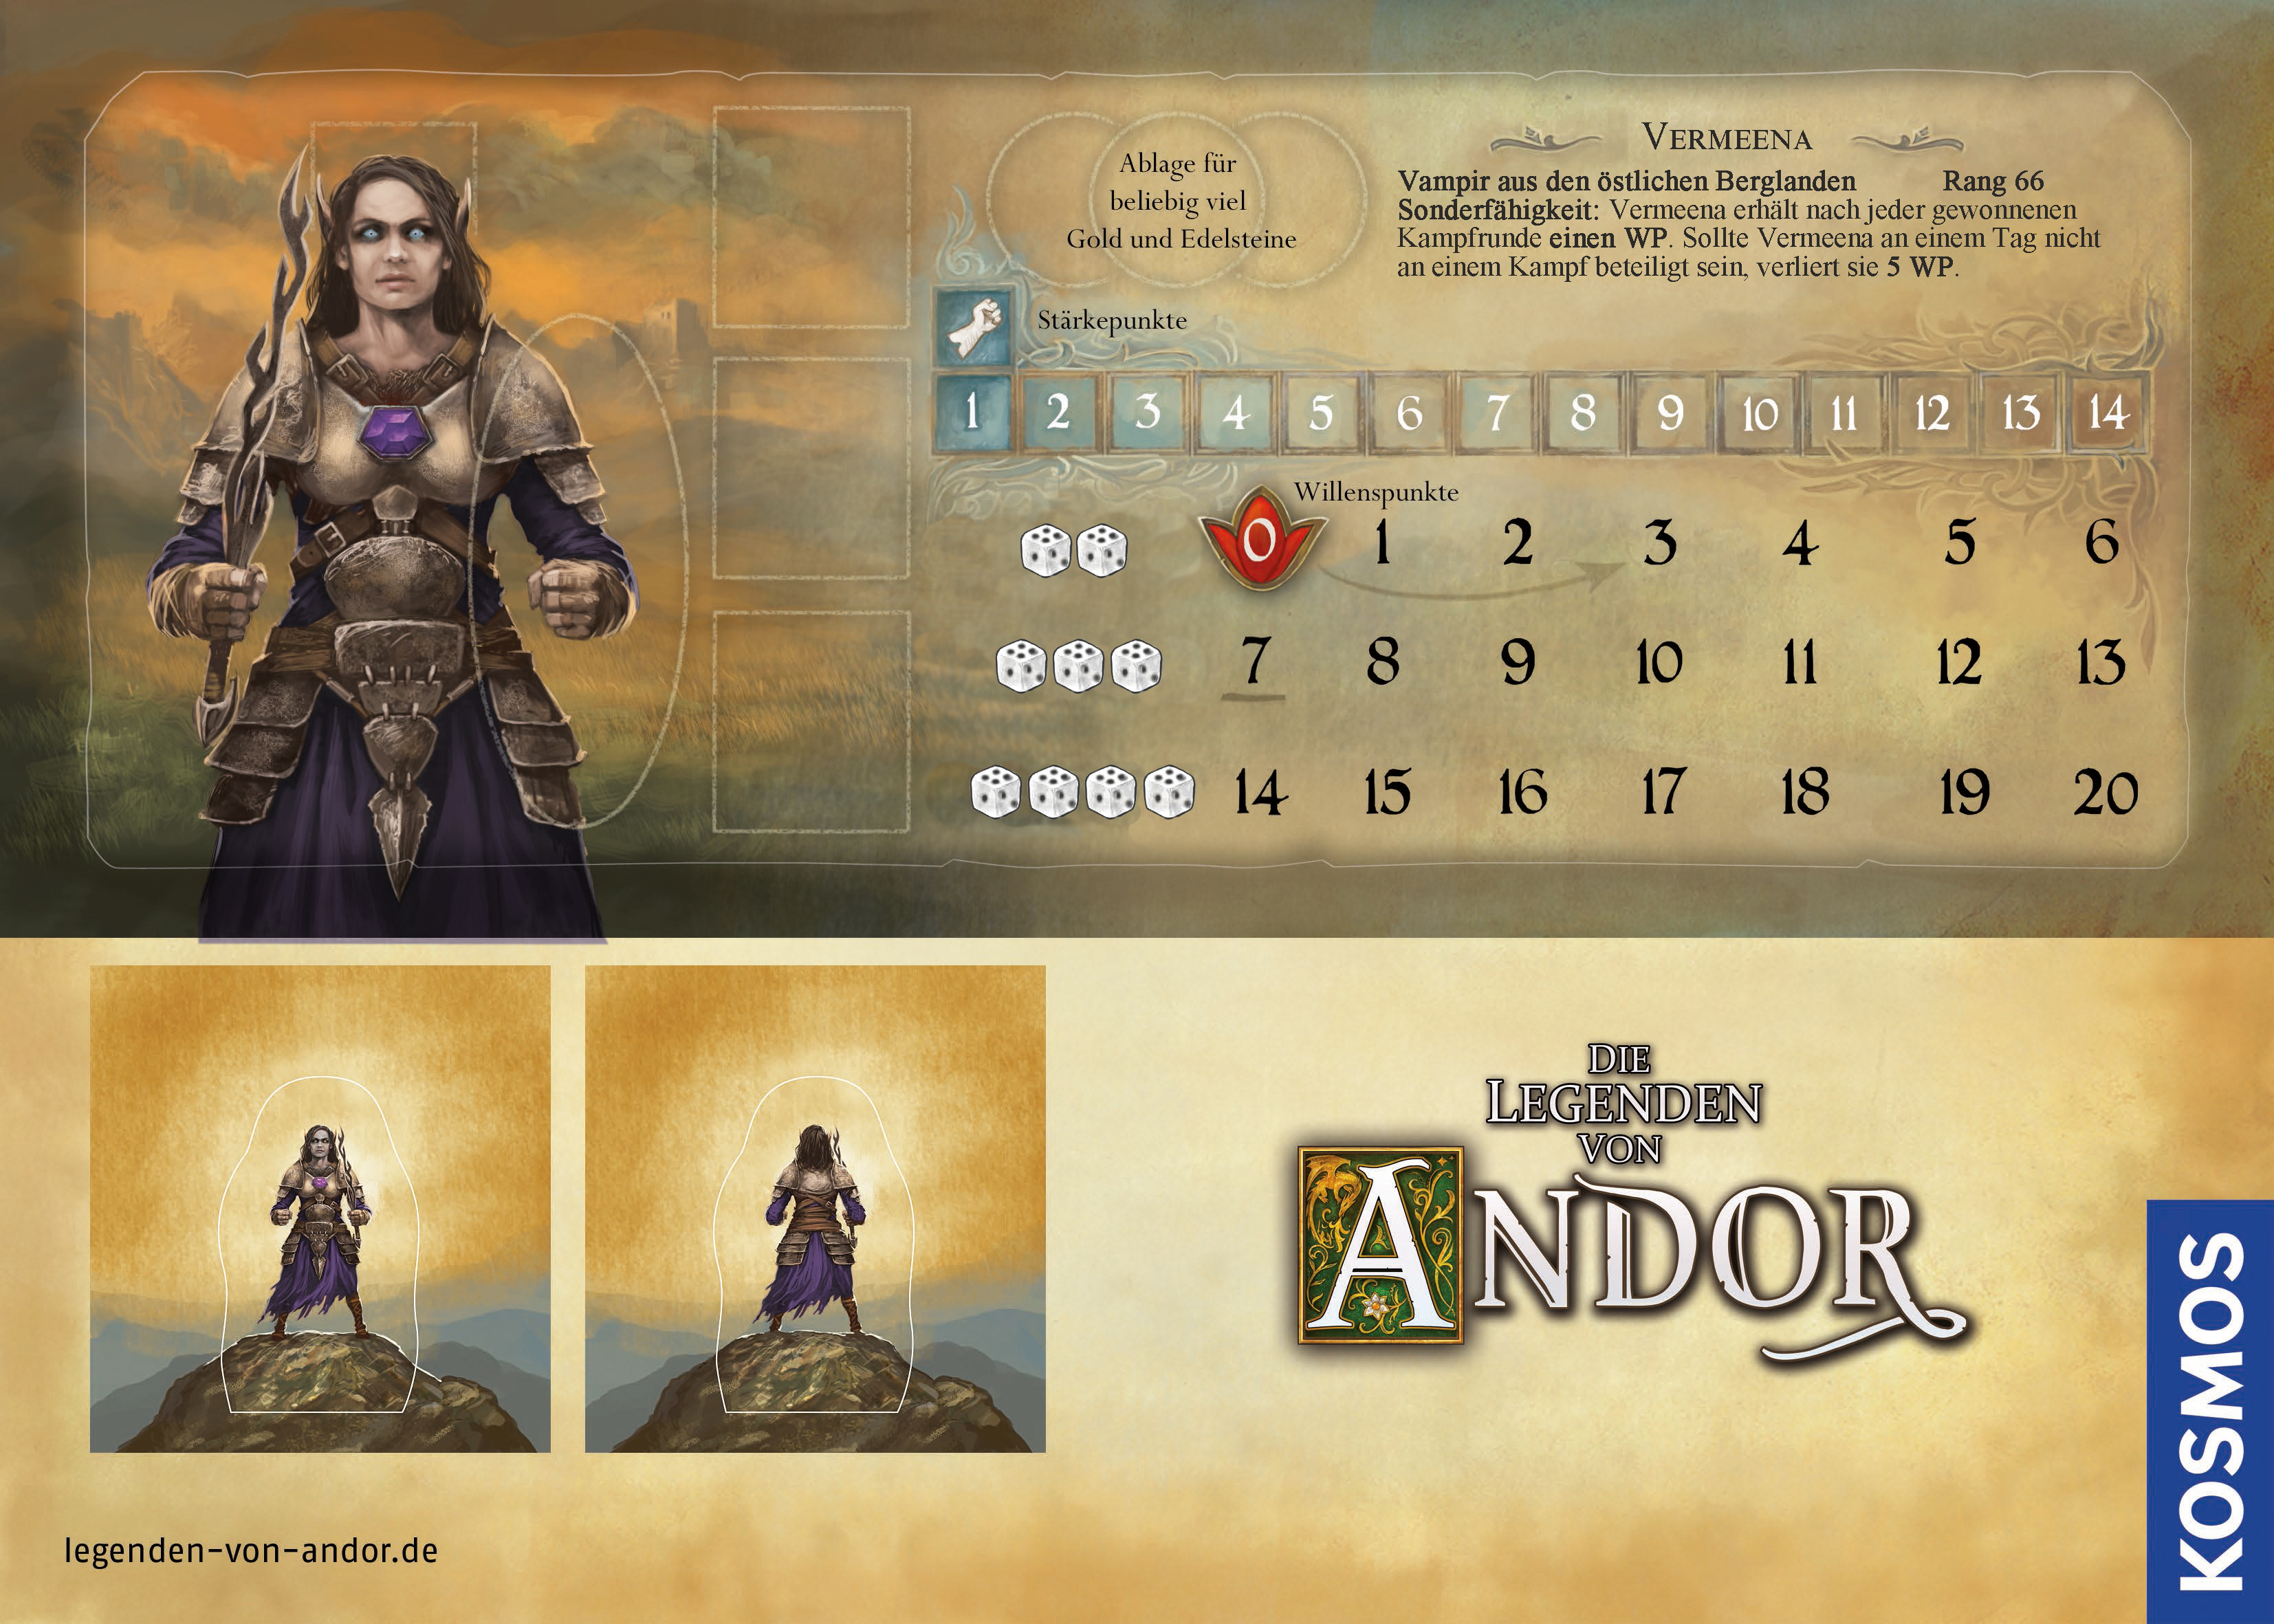 Ablage für
beliebig viel
Gold und Edelsteine
VERMEENA
Vampir aus den östlichen Berglanden Rang 66
Sonderfähigkeit: Vermeena erhält nach jeder gewonnenen
Kampfrunde einen WP. Sollte Vermeena an einem Tag nicht
an einem Kampf beteiligt sein, verliert sie 5 WP.
Stärkepunkte
1 2 3 4 5 6 7 8 9 10 11 12 13 14
Willenspunkte
0 1 2 3 4 5 6
7 8 9 10 11 12 13
14 15 16 17 18 19 20
DIE
LEGENDEN
VON
ANDOR
KOSMOS
legenden-von-andor.de